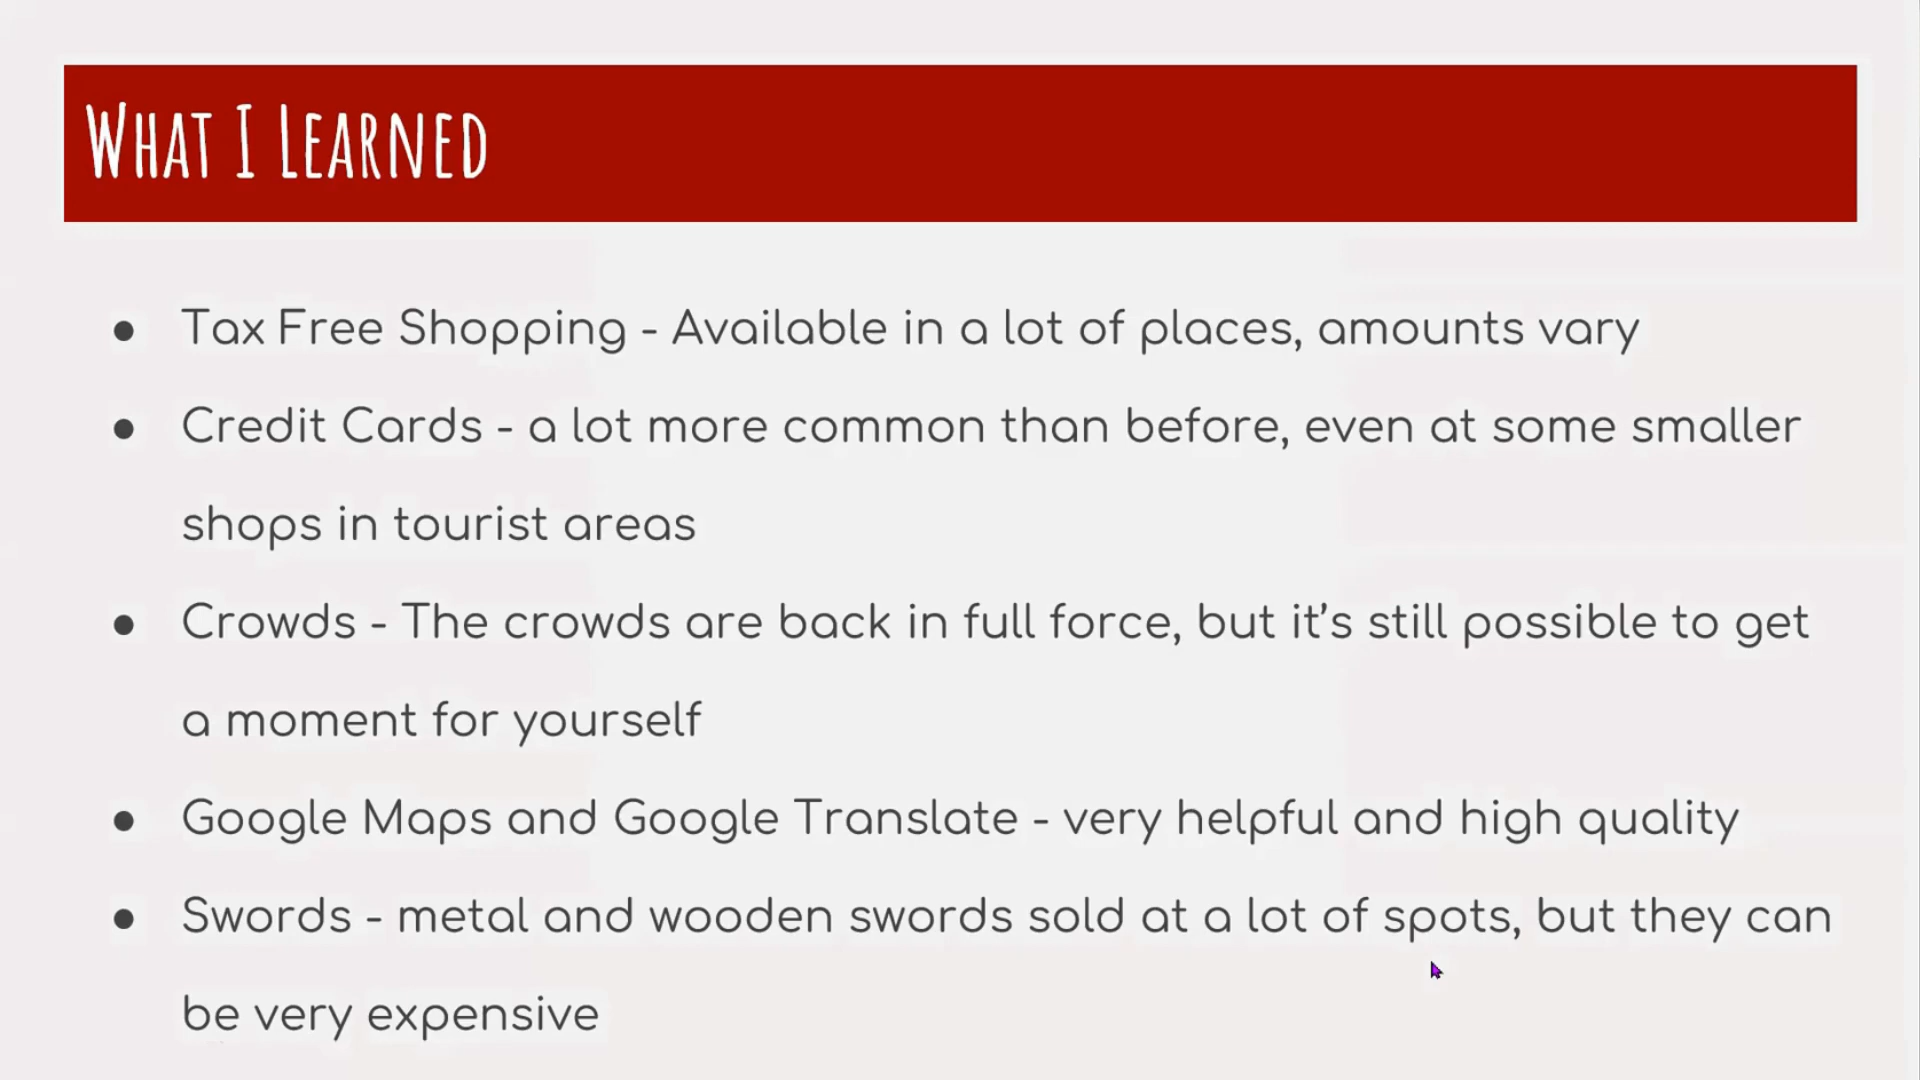 What I Learned
● Tax Free Shopping - Available in a lot of places, amounts vary
● Credit Cards - a lot more common than before, even at some smaller
shops in tourist areas
● Crowds - The crowds are back in full force, but it’s still possible to get
a moment for yourself
● Google Maps and Google Translate - very helpful and high quality
● Swords - metal and wooden swords sold at a lot of spots, but they can
be very expensive